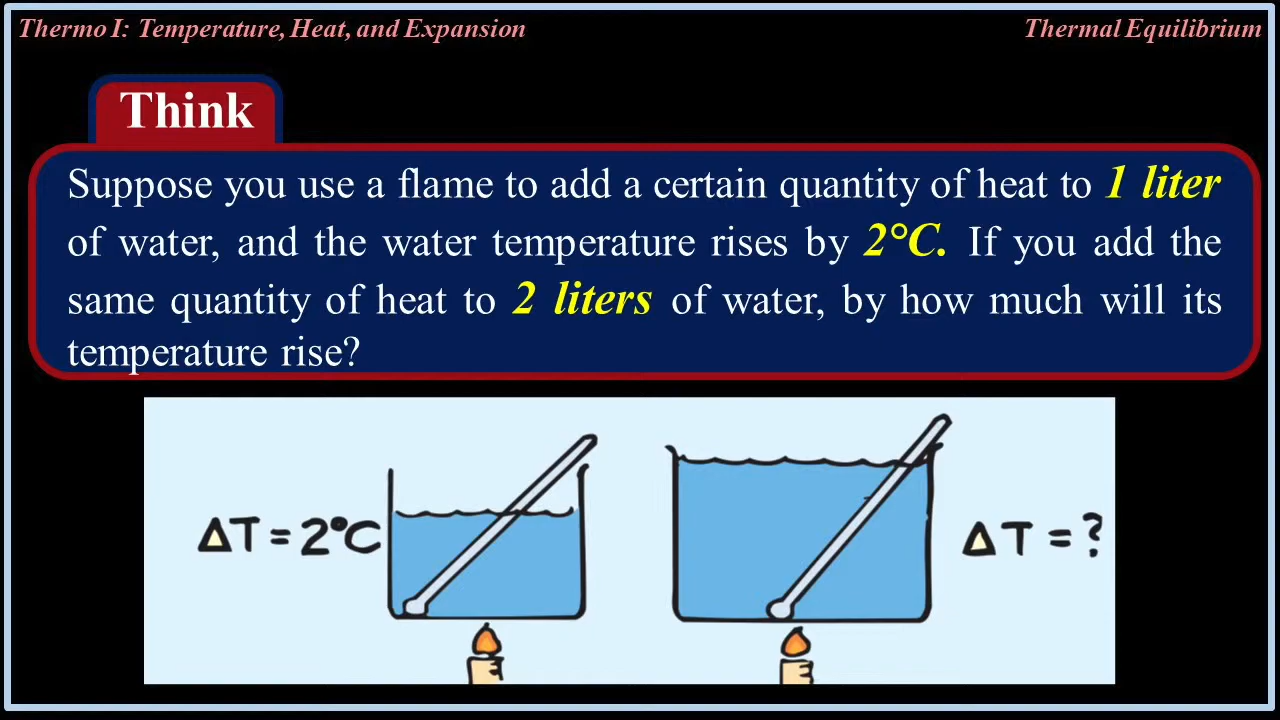 Thermo I: Temperature, Heat, and Expansion
Thermal Equilibrium
Think
Suppose you use a flame to add a certain quantity of heat to 1 liter
of water, and the water temperature rises by 2°C. If you add the
same quantity of heat to 2 liters of water, by how much will its
temperature rise?
ΔT = 2°C
ΔT = ?